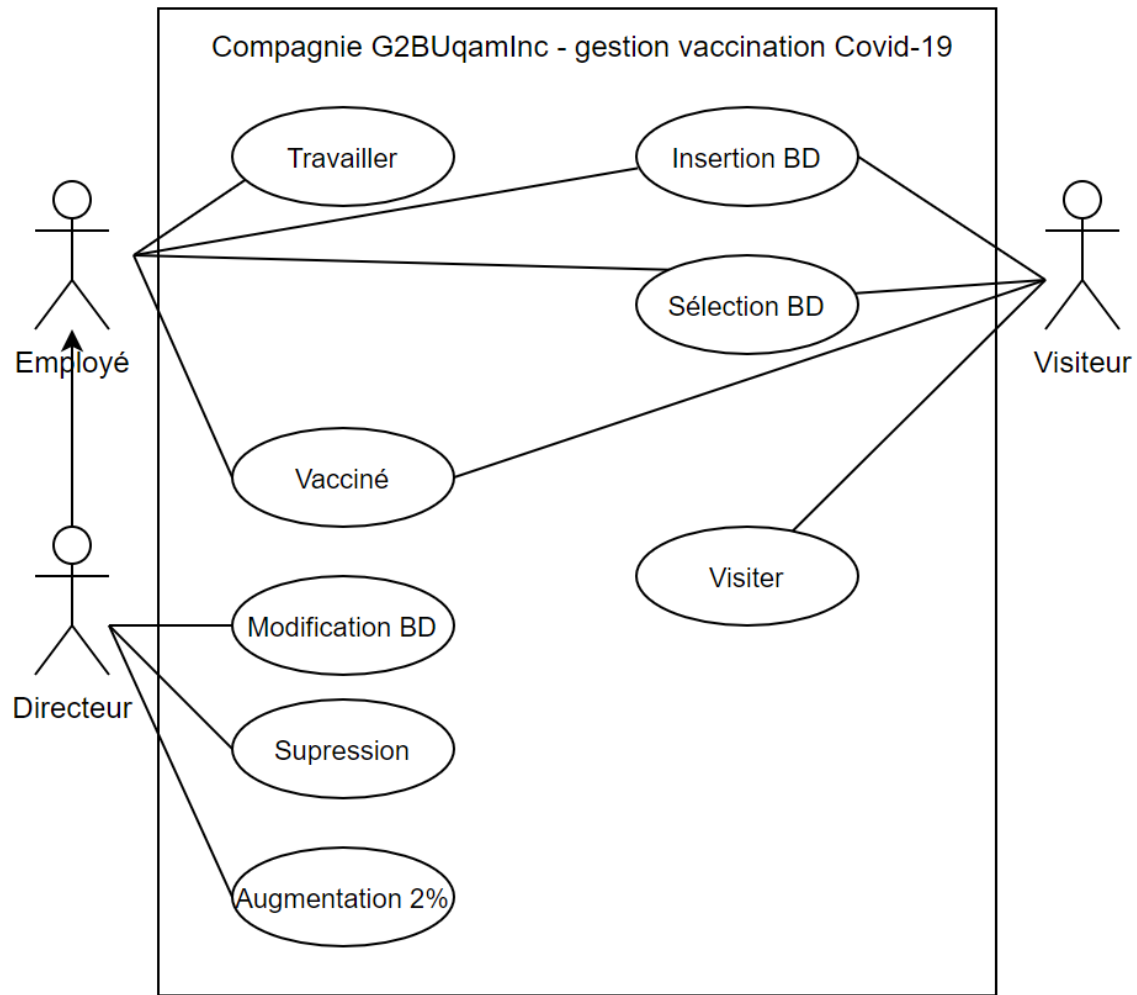 Compagnie G2BUqamInc - gestion vaccination Covid-19
Travailler
Insertion BD
Sélection BD
Employé
Visiteur
Vacciné
Visiter
Modification BD
Directeur
Supression
Augmentation 2%